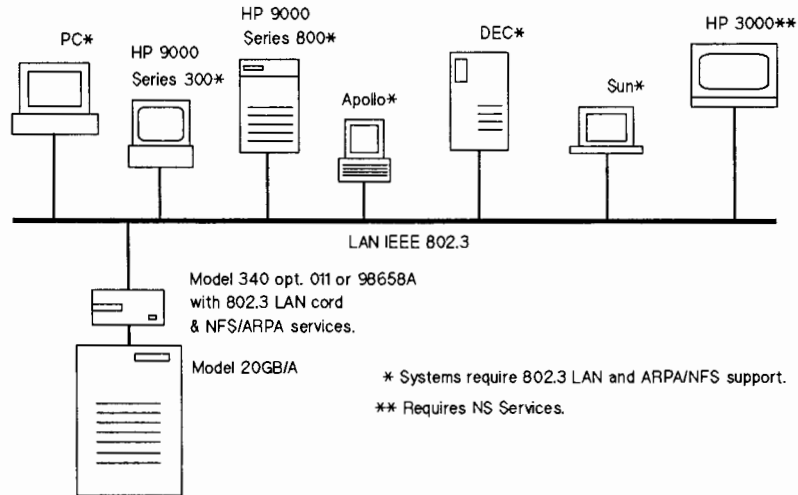 PC*
HP 9000
Series 300*
HP 9000
Series 800*
Apollo*
DEC*
Sun*
HP 3000**
LAN IEEE 802.3
Model 340 opt. 011 or 98658A
with 802.3 LAN cord
& NFS/ARPA services.
Model 20GB/A
* Systems require 802.3 LAN and ARPA/NFS support.
** Requires NS Services.